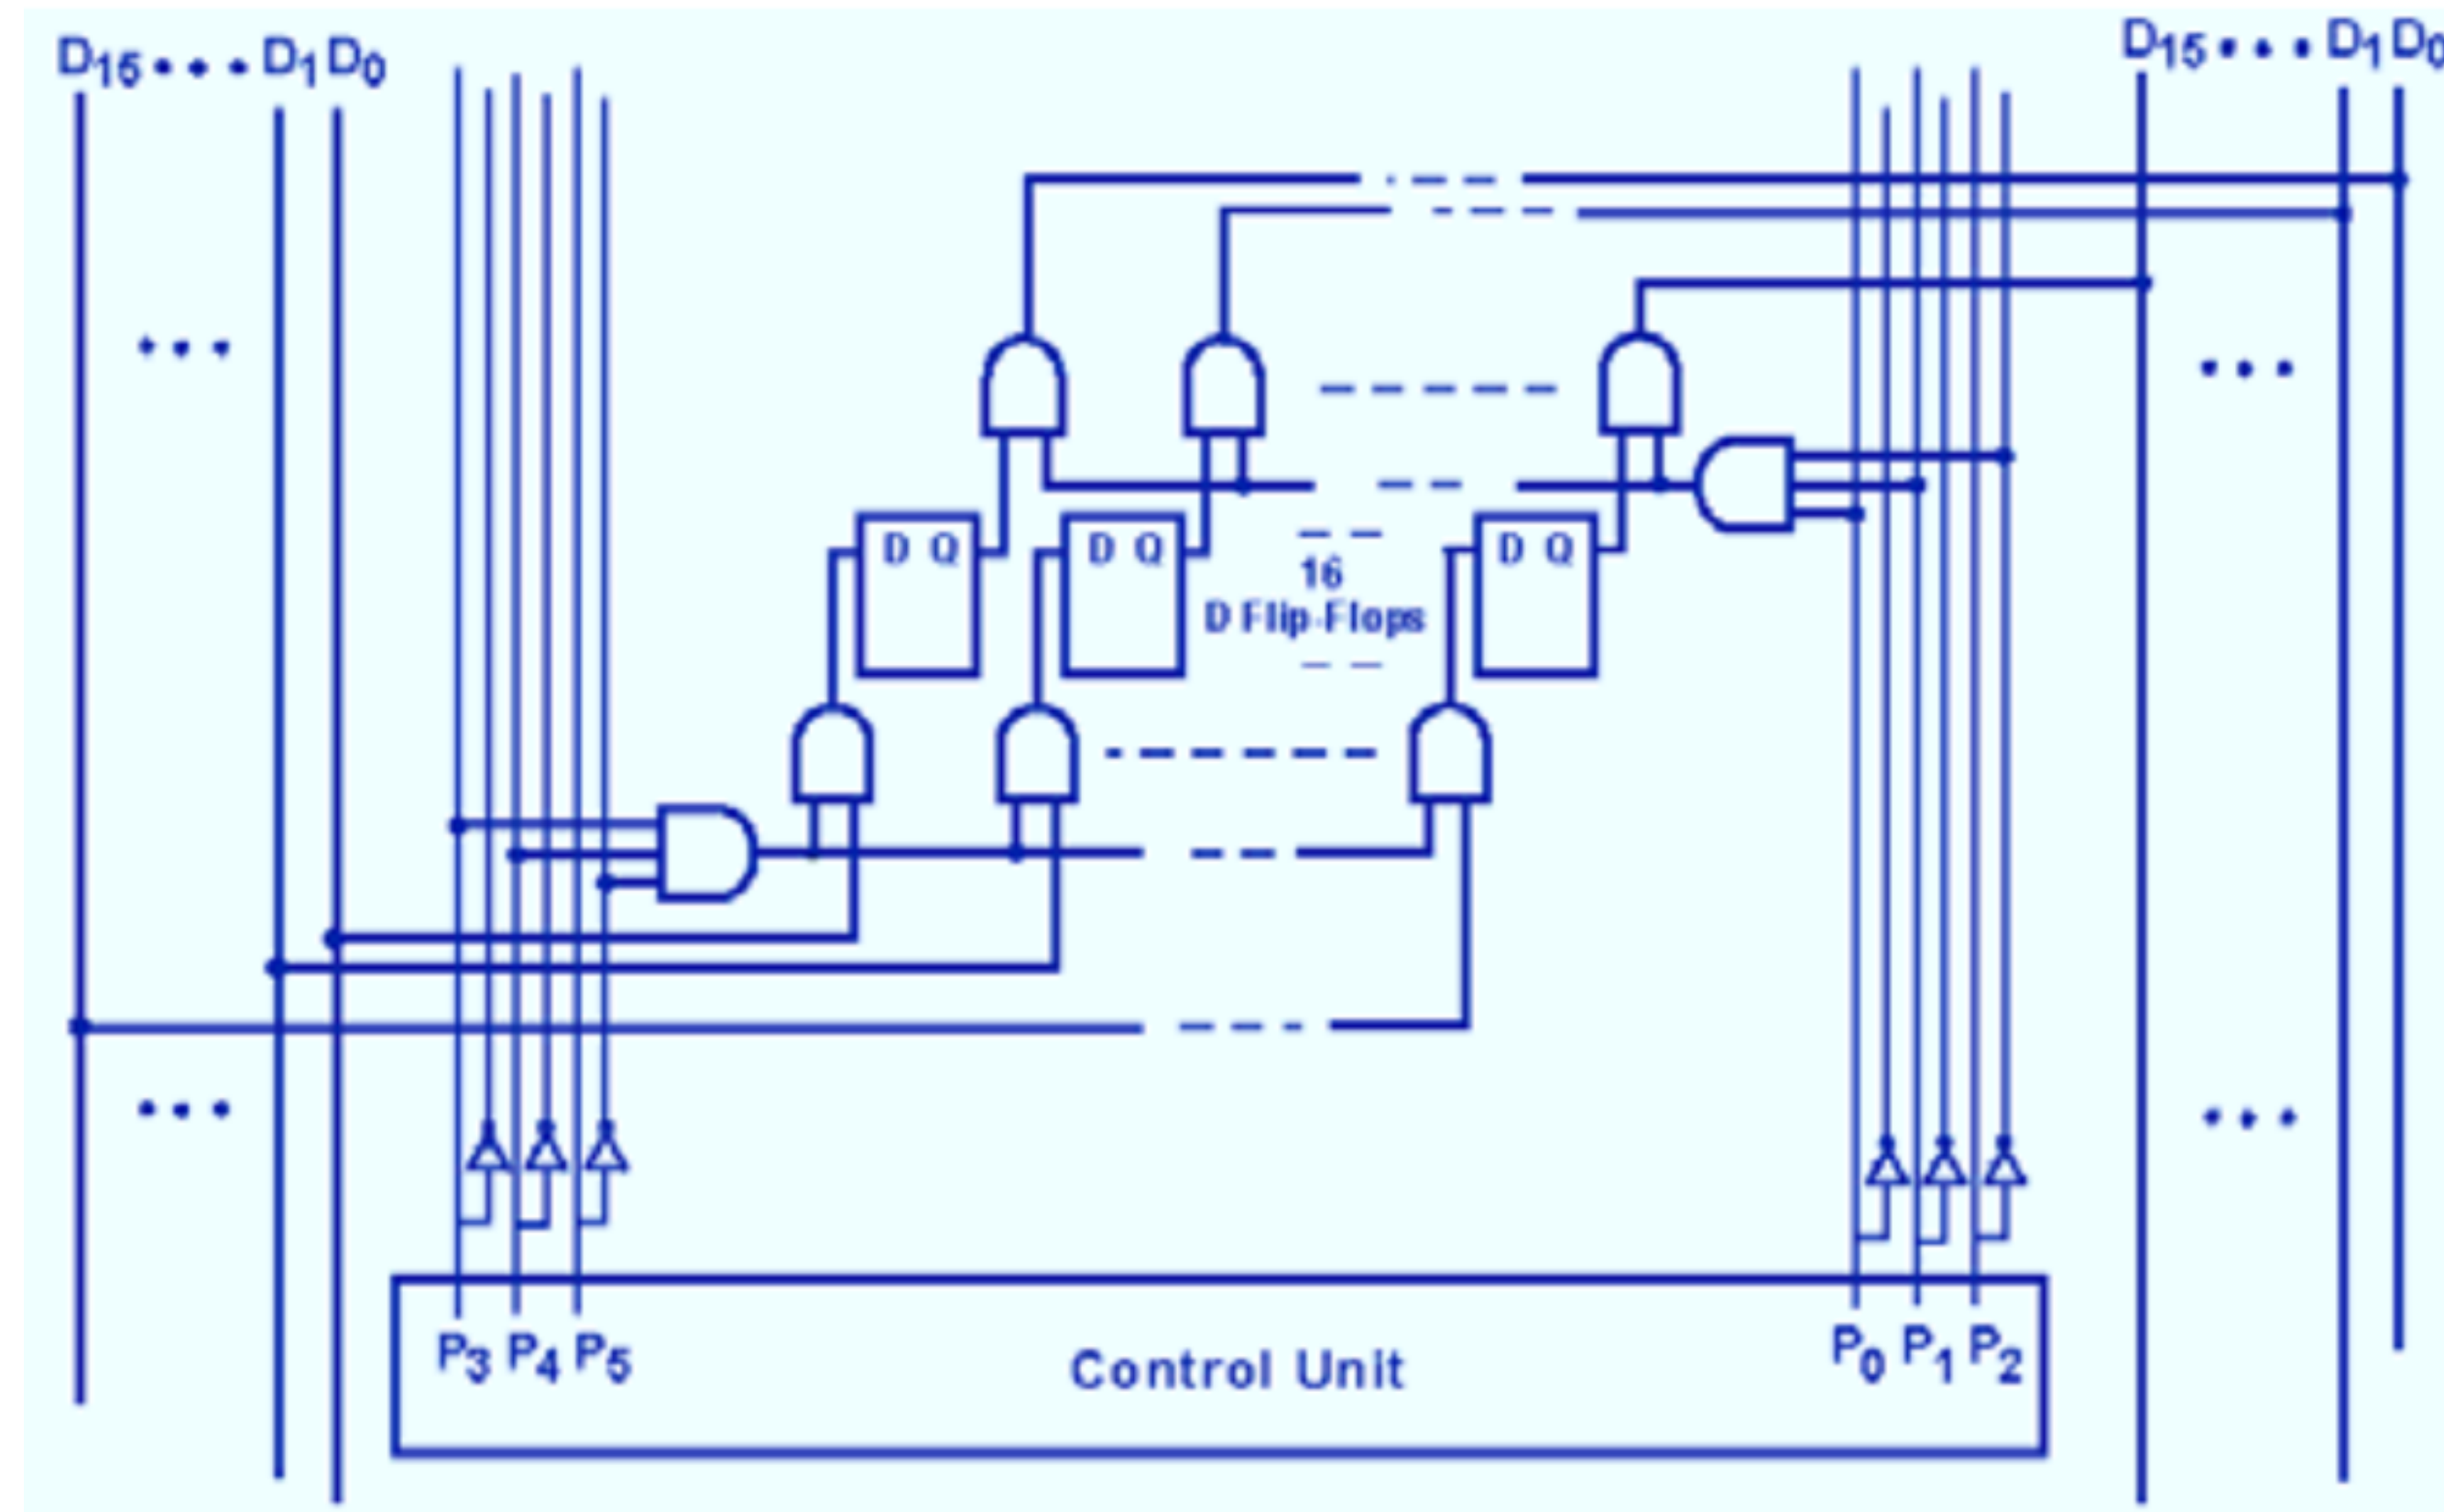 D15 • • • D1 D0
D15 • • • D1 D0
D Q
D Q
D Q
16
D Flip-Flops
P3 P4 P5
Control Unit
P0 P1 P2